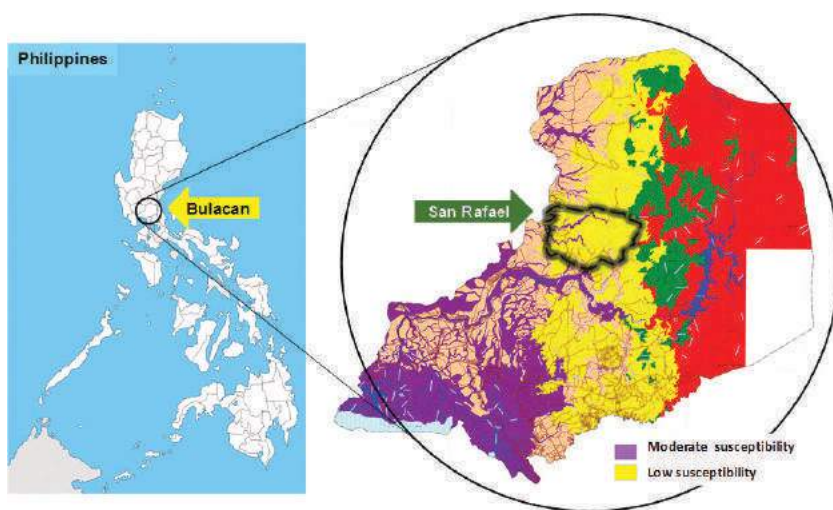 Philippines
Bulacan
San Rafael
Moderate susceptibility
Low susceptibility